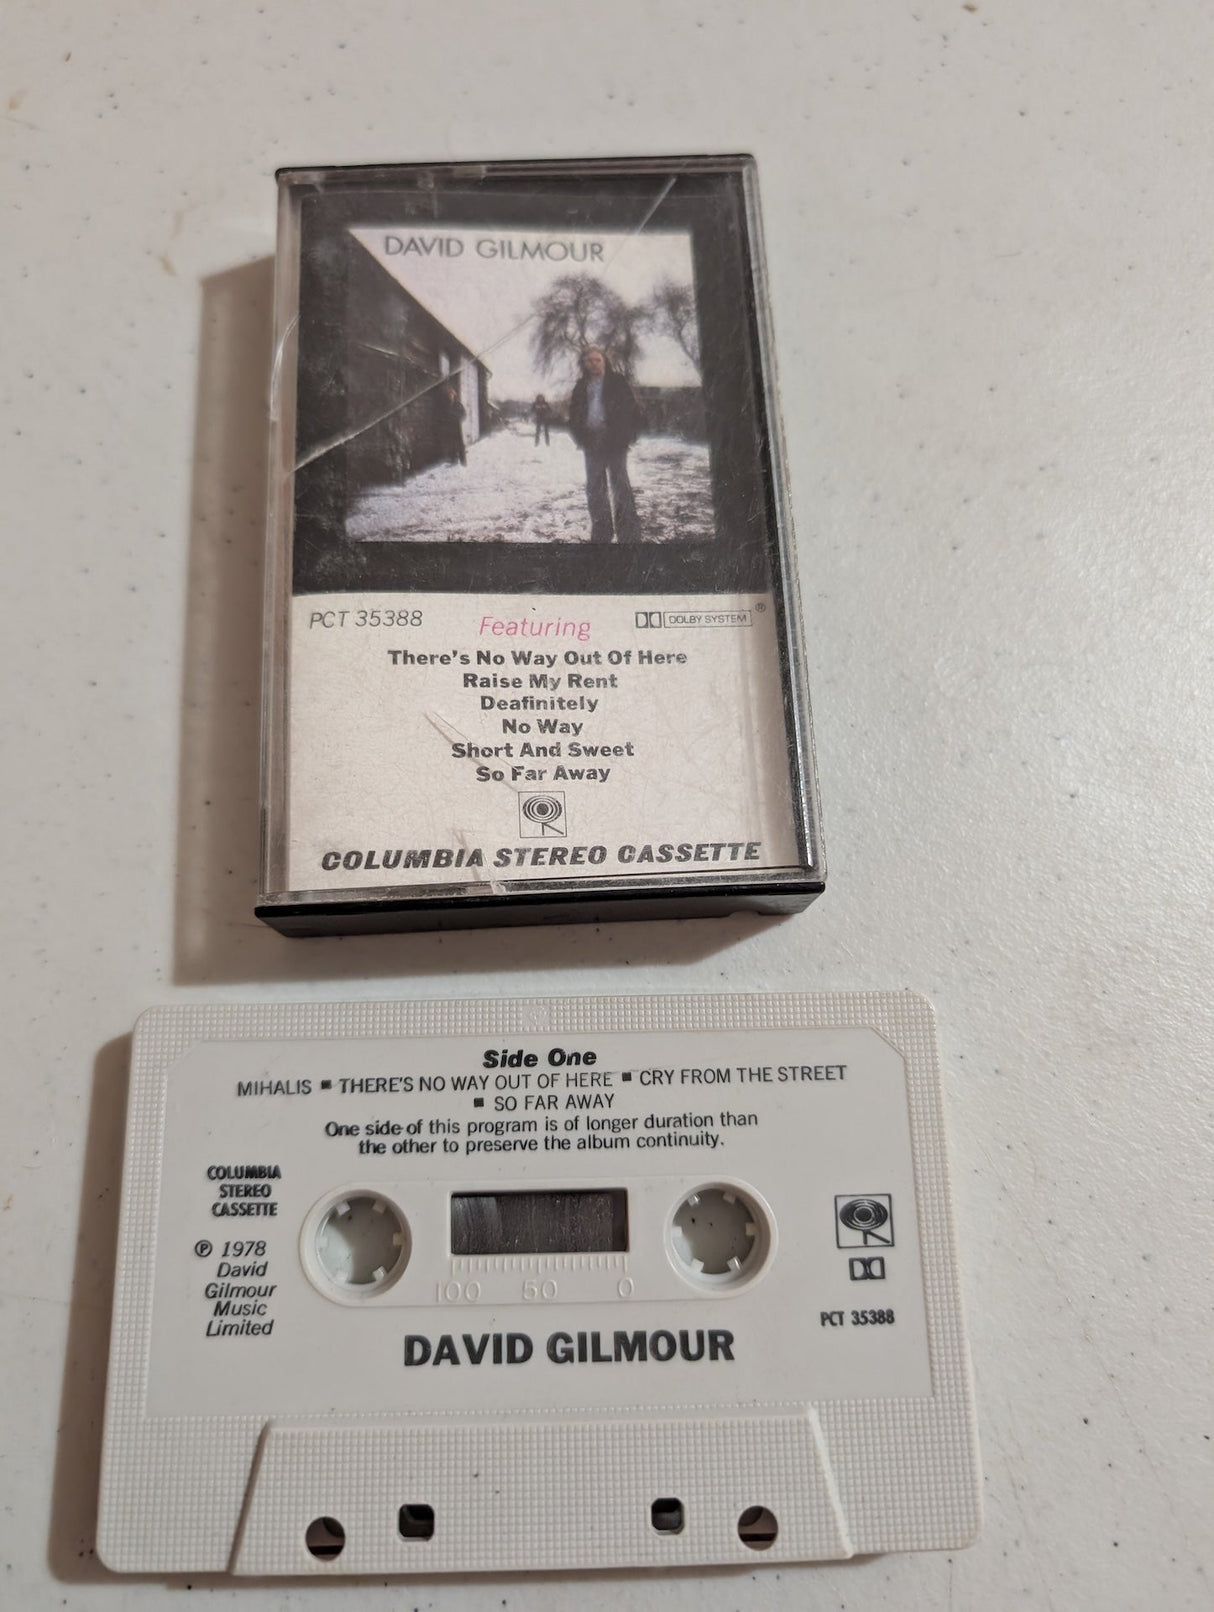 DAVID GILMOUR
PCT 35388
Featuring
DOLBY SYSTEM ®
There's No Way Out Of Here
Raise My Rent
Deafinitely
No Way
Short And Sweet
So Far Away
COLUMBIA STEREO CASSETTE
Side One
MIHALIS ■ THERE'S NO WAY OUT OF HERE ■ CRY FROM THE STREET
■ SO FAR AWAY
One side of this program is of longer duration than
the other to preserve the album continuity.
COLUMBIA
STEREO
CASSETTE
℗ 1978
David
Gilmour
Music
Limited
100 50 0
PCT 35388
DAVID GILMOUR